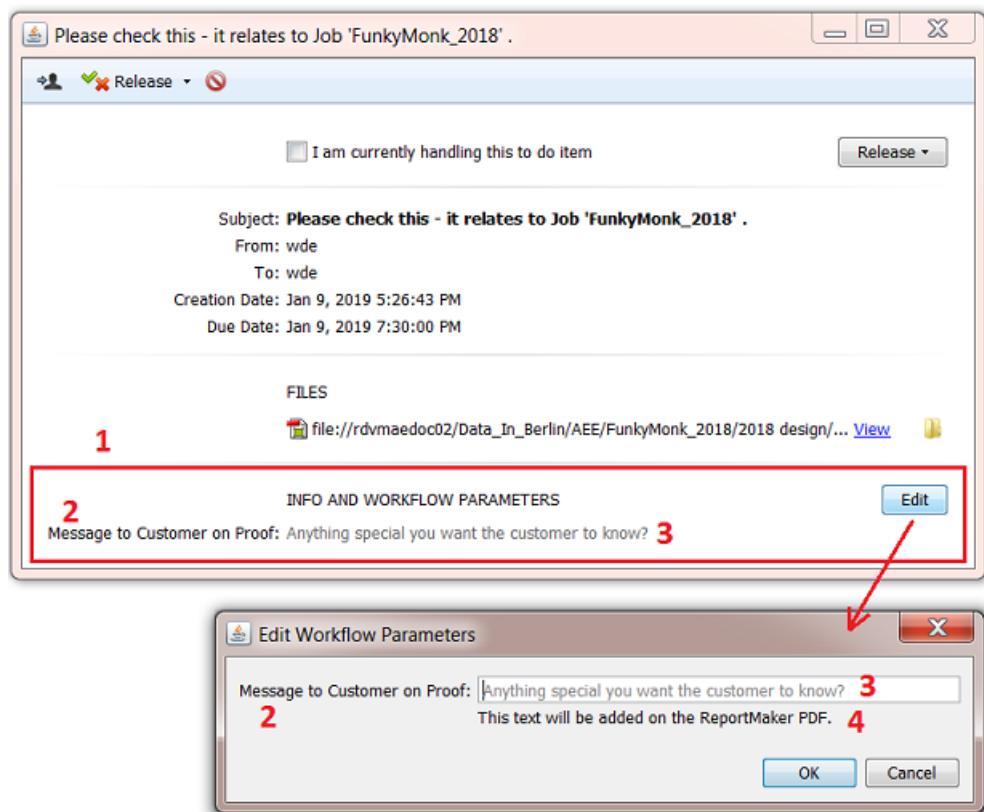 Please check this - it relates to Job 'FunkyMonk_2018' .
Release
I am currently handling this to do item
Release
Subject: Please check this - it relates to Job 'FunkyMonk_2018' .
From: wde
To: wde
Creation Date: Jan 9, 2019 5:26:43 PM
Due Date: Jan 9, 2019 7:30:00 PM
FILES
file://rdvmaedoc02/Data_In_Berlin/AEE/FunkyMonk_2018/2018 design/... View
1
INFO AND WORKFLOW PARAMETERS
Edit
2
Message to Customer on Proof: Anything special you want the customer to know? 3
Edit Workflow Parameters
Message to Customer on Proof: Anything special you want the customer to know? 3
2
This text will be added on the ReportMaker PDF. 4
OK
Cancel